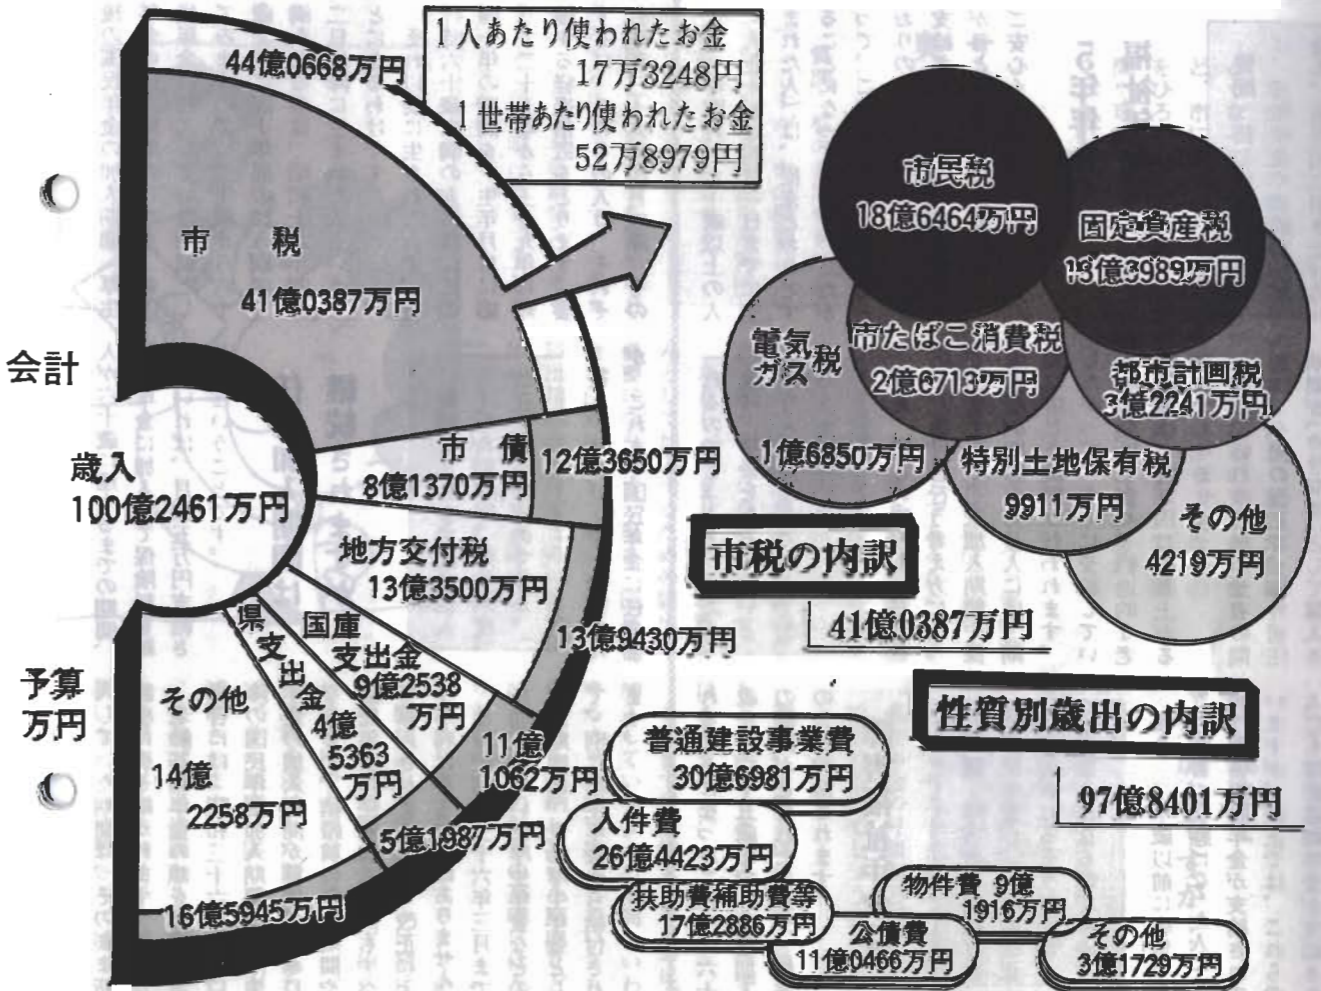 1人あたり使われたお金
17万3248円
1世帯あたり使われたお金
52万8979円
44億0668万円
市 税
41億0387万円
会計
歳入
100億2461万円
市 債
8億1370万円
12億3650万円
地方交付税
13億3500万円
13億9430万円
国庫
支出金
9億2538
万円
11億
1062万円
県支出金
4億
5363
万円
5億1987万円
その他
14億
2258万円
16億5945万円
予算
万円
市民税
18億6464万円
固定資産税
13億3989万円
電気
ガス税
1億6850万円
市たばこ消費税
2億6713万円
都市計画税
3億2241万円
特別土地保有税
9911万円
その他
4219万円
市税の内訳
41億0387万円
性質別歳出の内訳
97億8401万円
普通建設事業費
30億6981万円
人件費
26億4423万円
扶助費補助費等
17億2886万円
物件費 9億
1916万円
公債費
11億0466万円
その他
3億1729万円